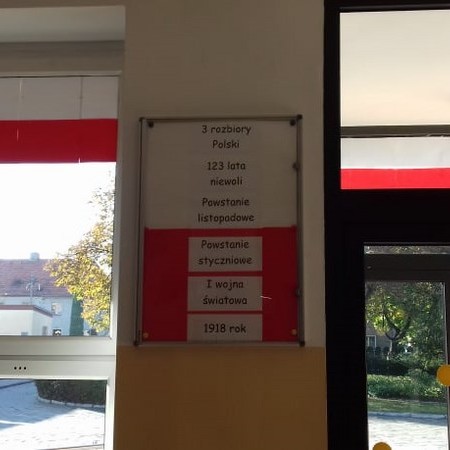 3 rozbiory
Polski
123 lata
niewoli
Powstanie
listopadowe
Powstanie
styczniowe
I wojna
światowa
1918 rok